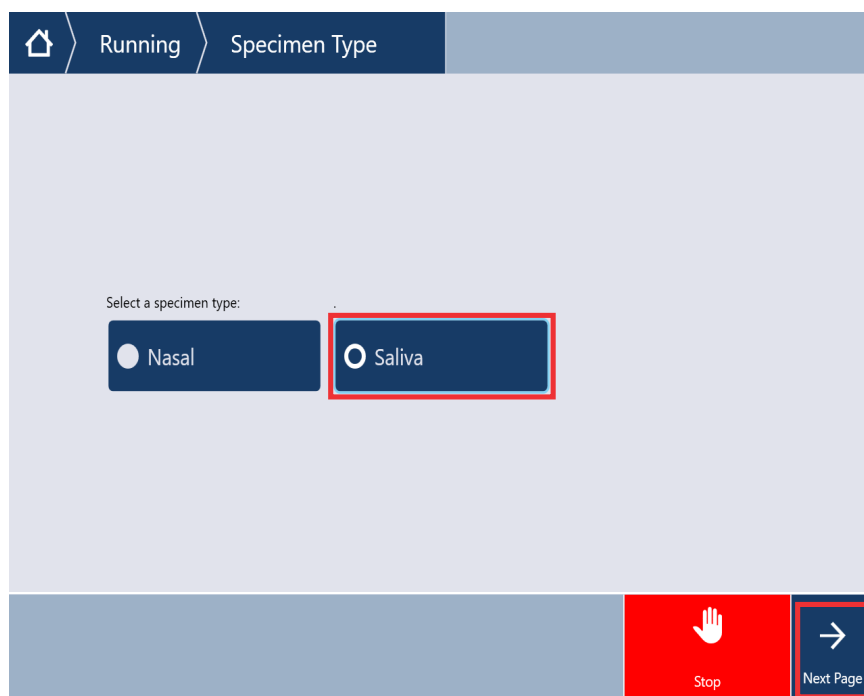 Running Specimen Type
Select a specimen type: .
Nasal Saliva
Stop Next Page